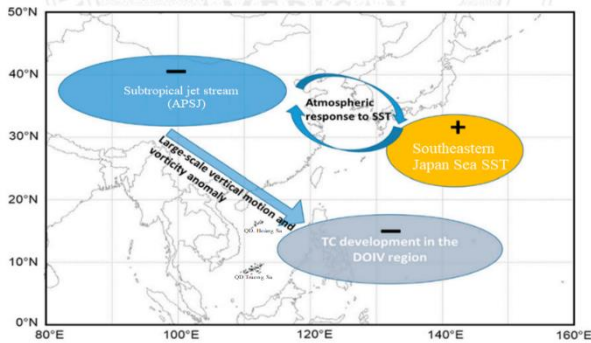 50°N
40°N
30°N
20°N
10°N
0°N
80°E
100°E
120°E
140°E
160°E
−
Subtropical jet stream
(APSJ)
Atmospheric
response to SST
+
Southeastern
Japan Sea SST
Large-scale vertical motion and
vorticity anomaly
QĐ. Hoàng Sa
QĐ. Trường Sa
−
TC development in the
DOIV region